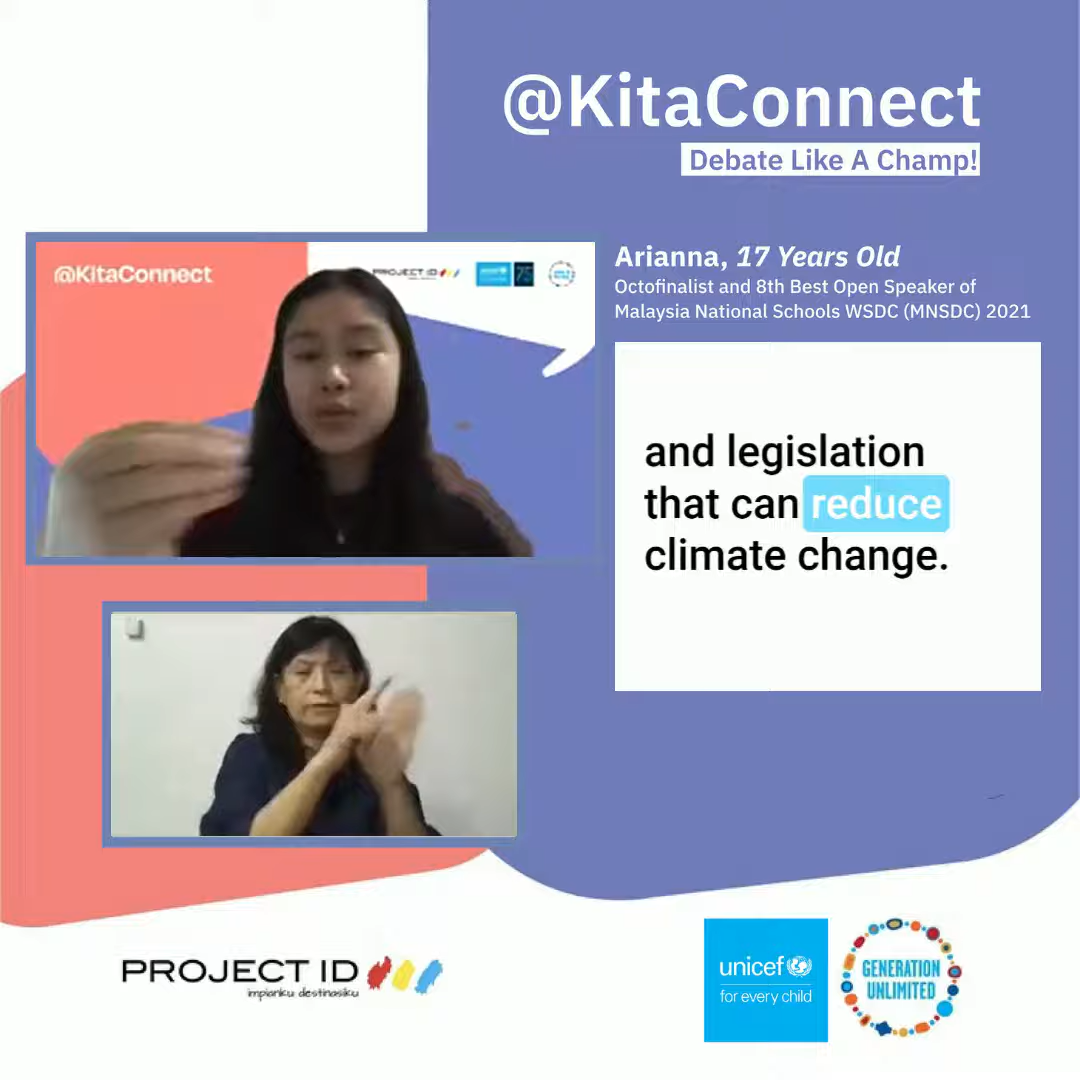 @KitaConnect
Debate Like A Champ!
@KitaConnect
PROJECT ID
unicef
75
Arianna, 17 Years Old
Octofinalist and 8th Best Open Speaker of
Malaysia National Schools WSDC (MNSDC) 2021
and legislation
that can reduce
climate change.
PROJECT ID
impianku destinasiku
unicef
for every child
GENERATION
UNLIMITED